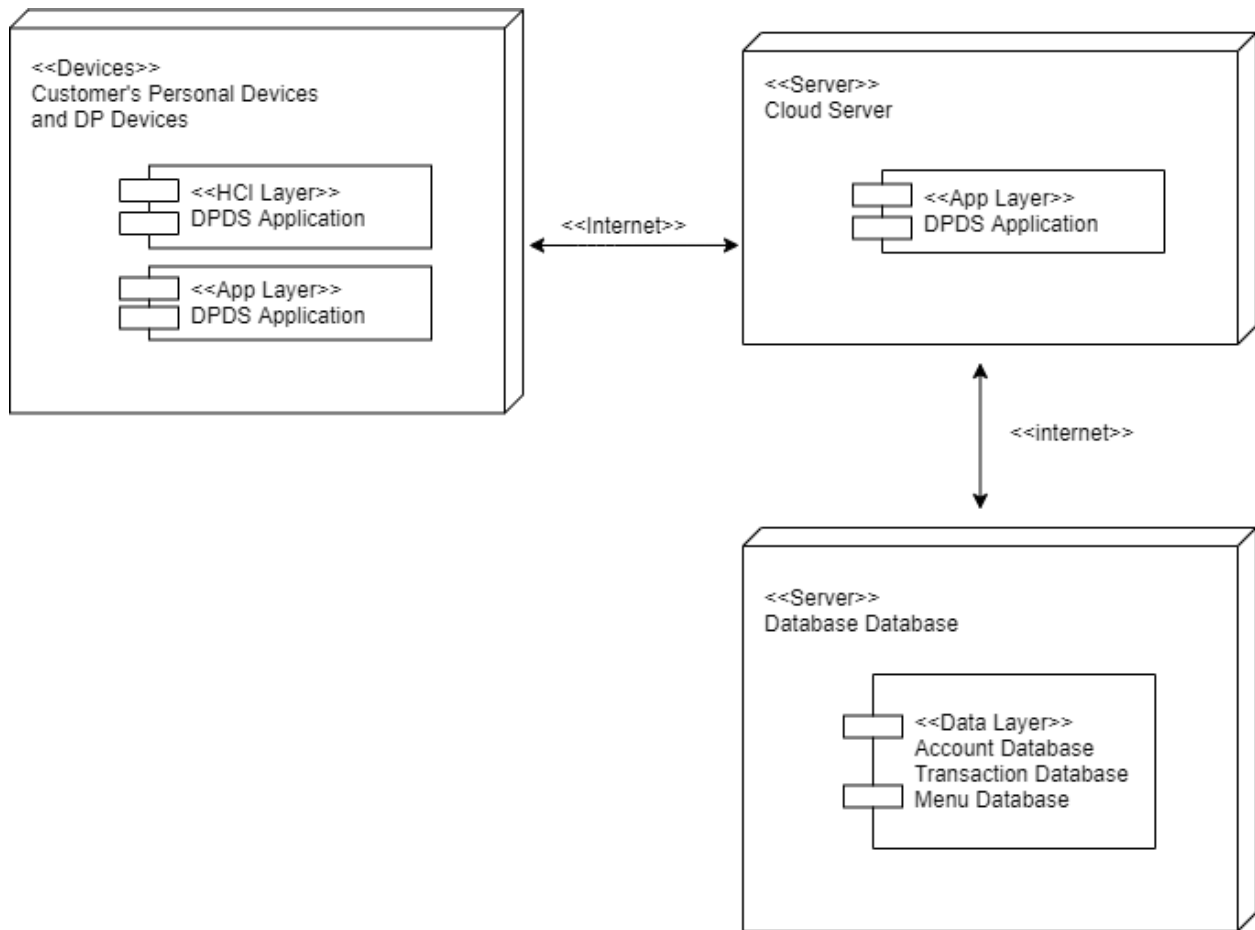 <<Devices>>
Customer's Personal Devices
and DP Devices
<<HCI Layer>>
DPDS Application
<<App Layer>>
DPDS Application
<<Internet>>
<<Server>>
Cloud Server
<<App Layer>>
DPDS Application
<<internet>>
<<Server>>
Database Database
<<Data Layer>>
Account Database
Transaction Database
Menu Database